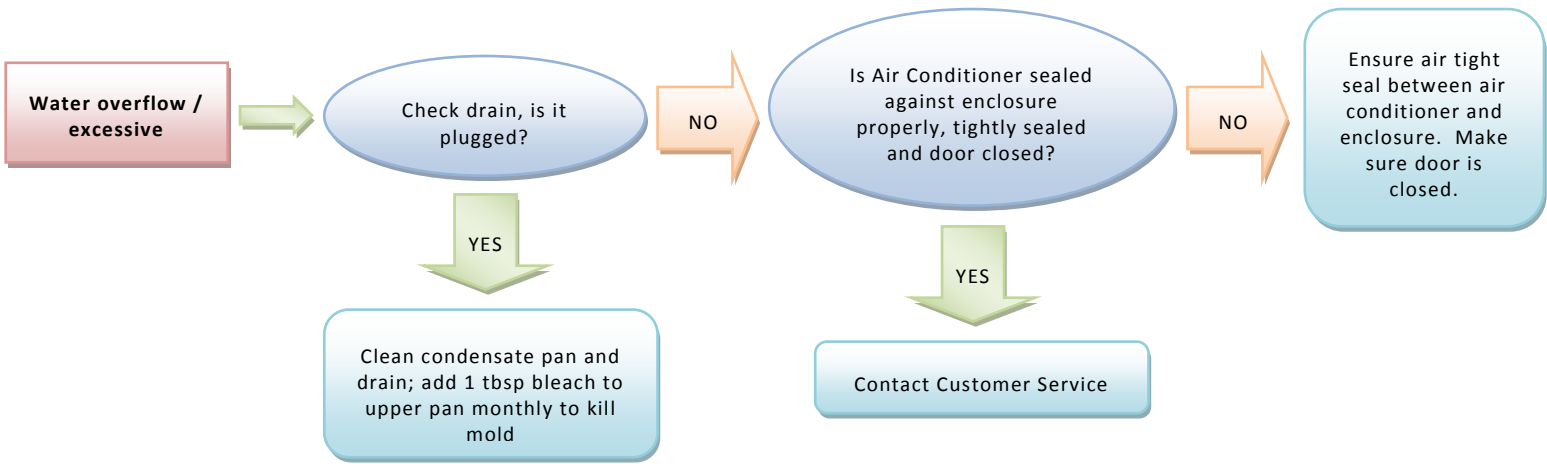 Water overflow /
excessive
Check drain, is it
plugged?
NO
Is Air Conditioner sealed
against enclosure
properly, tightly sealed
and door closed?
NO
Ensure air tight
seal between air
conditioner and
enclosure. Make
sure door is
closed.
YES
Clean condensate pan and
drain; add 1 tbsp bleach to
upper pan monthly to kill
mold
YES
Contact Customer Service